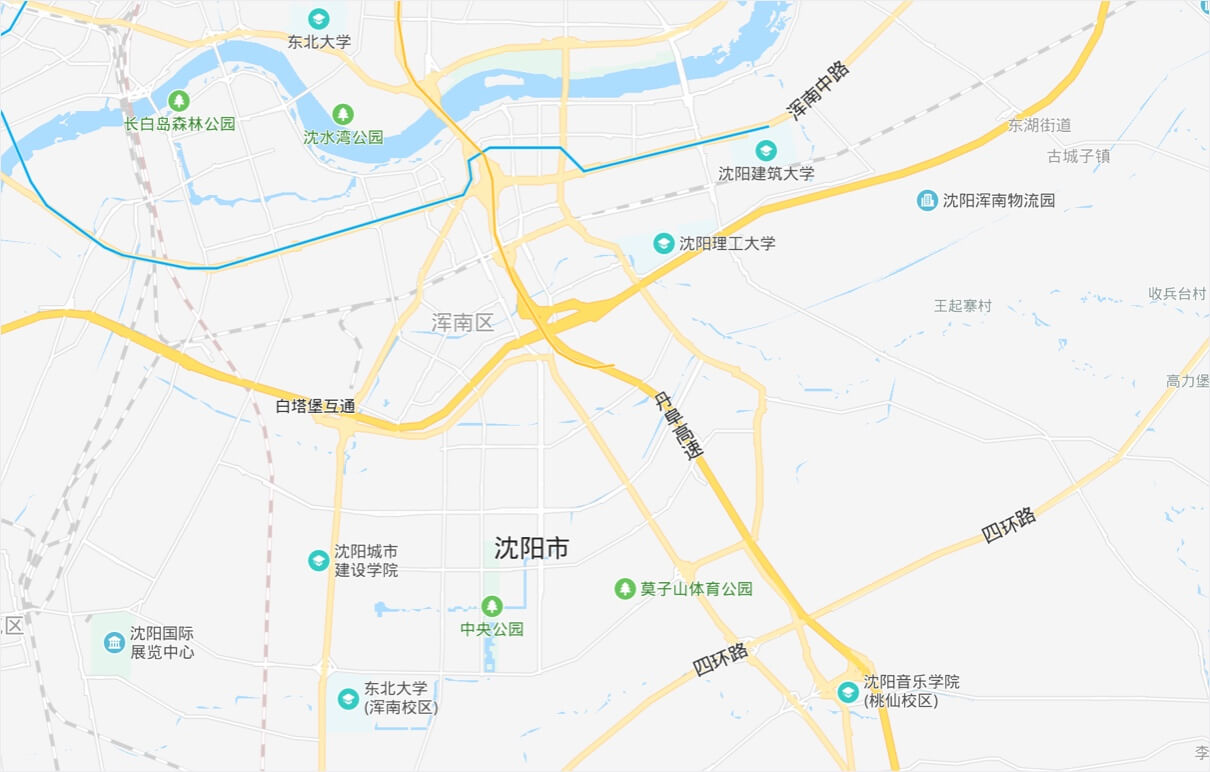 东北大学
浑南中路
长白岛森林公园
沈水湾公园
东湖街道
古城子镇
沈阳建筑大学
沈阳浑南物流园
沈阳理工大学
收兵台村
王起寨村
浑南区
高力堡
白塔堡互通
丹阜高速
四环路
沈阳市
沈阳城市
建设学院
莫子山体育公园
中央公园
区
沈阳国际
展览中心
四环路
东北大学
(浑南校区)
沈阳音乐学院
(桃仙校区)
李